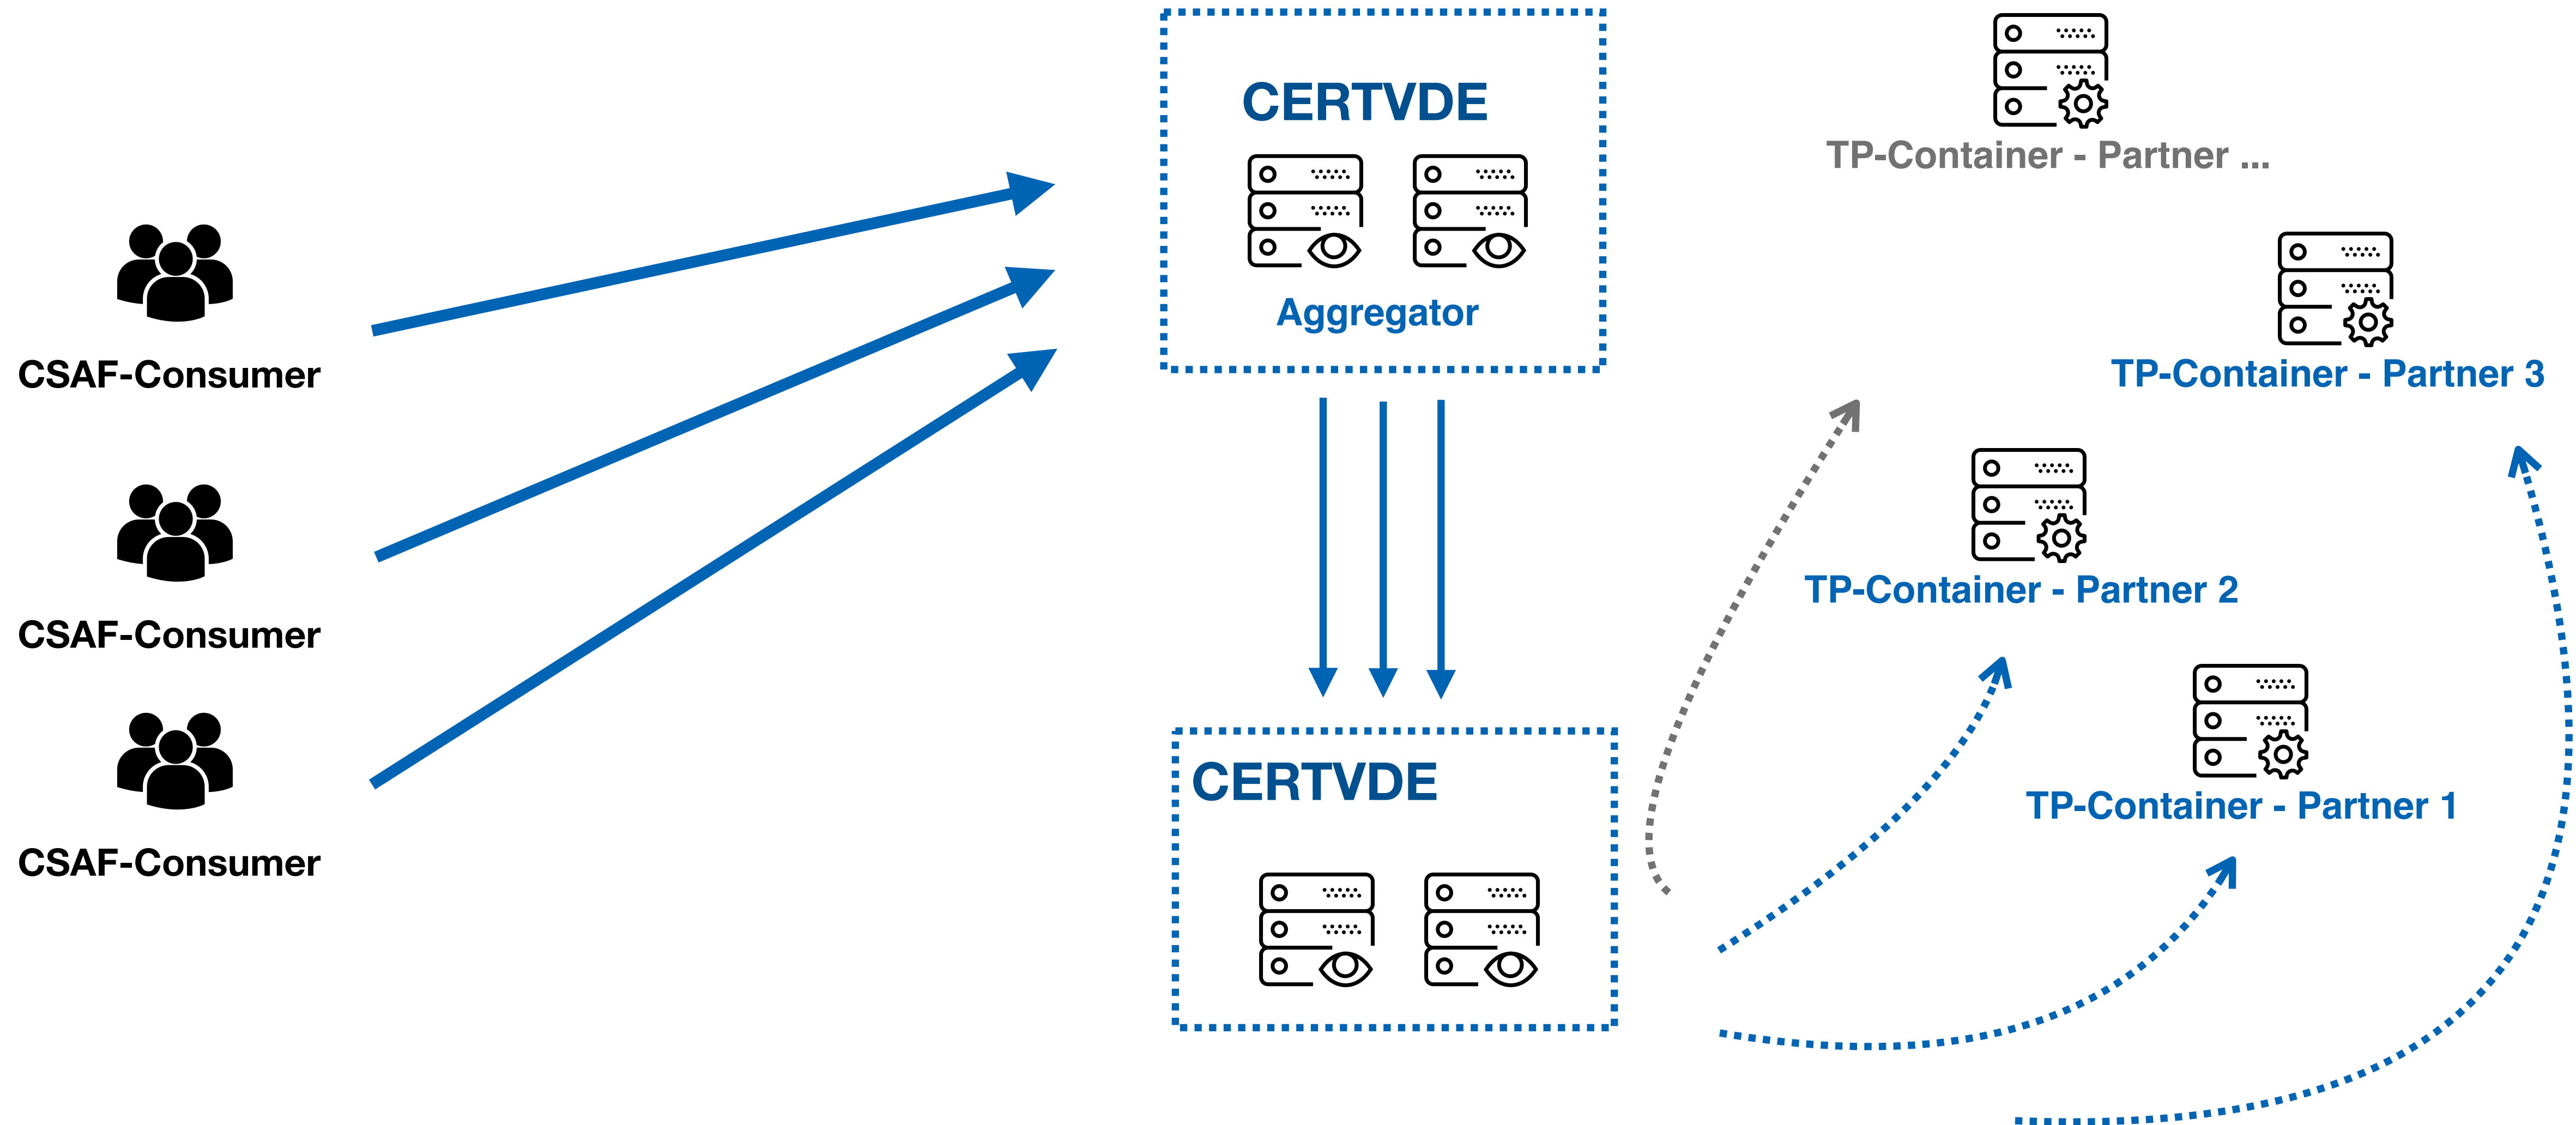 CERTVDE
Aggregator
CSAF-Consumer
CSAF-Consumer
CSAF-Consumer
CERTVDE
TP-Container - Partner ...
TP-Container - Partner 3
TP-Container - Partner 2
TP-Container - Partner 1